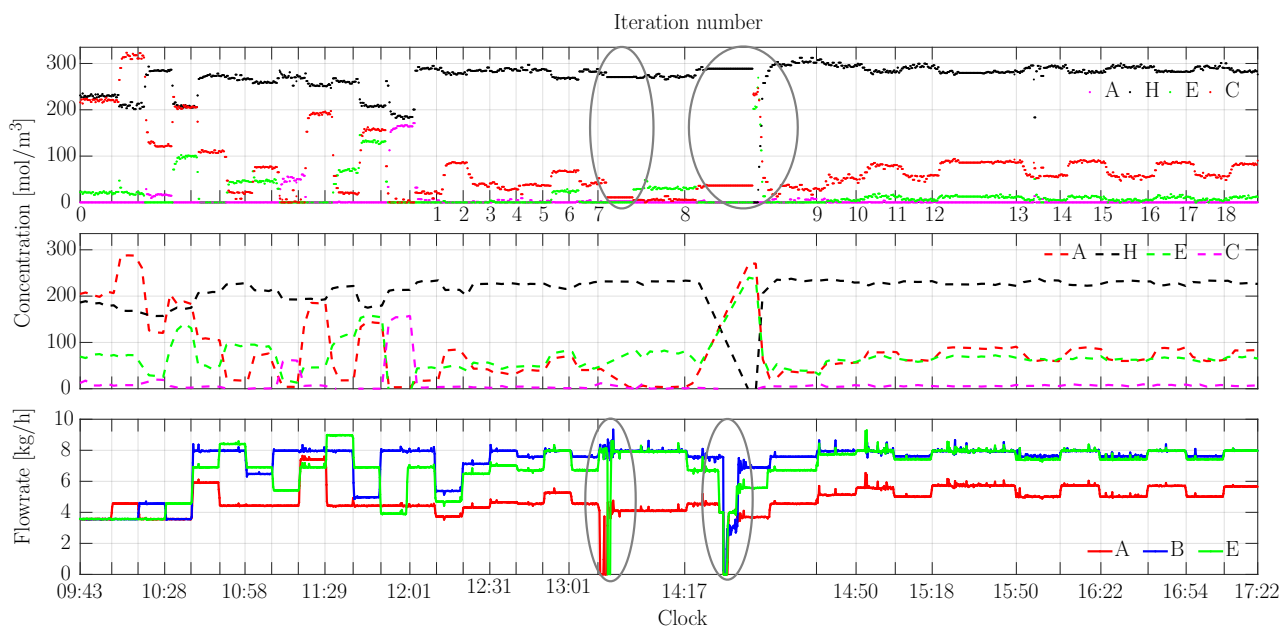 Iteration number
Concentration [mol/m³]
300
200
100
0
A H E C
0 1 2 3 4 5 6 7 8 9 10 11 12 13 14 15 16 17 18
300
200
100
0
A H E C
Flowrate [kg/h]
10
8
6
4
2
0
A B E
09:43 10:28 10:58 11:29 12:01 12:31 13:01 14:17 14:50 15:18 15:50 16:22 16:54 17:22
Clock